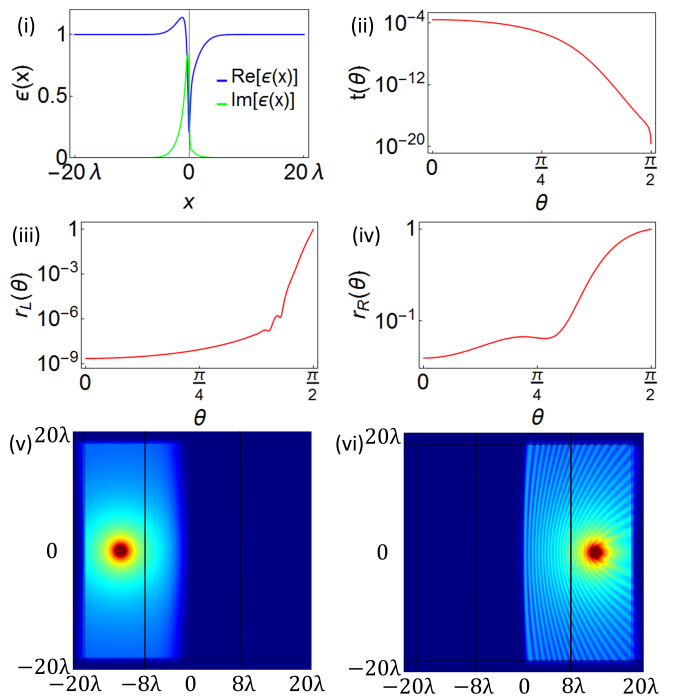 (i)
ϵ(x)
1
0.5
0
Re[ϵ(x)]
Im[ϵ(x)]
−20 λ 0 20 λ
x
(ii)
t(θ)
10⁻⁴
10⁻¹²
10⁻²⁰
0 π/4 π/2
θ
(iii)
r_L(θ)
1
10⁻³
10⁻⁶
10⁻⁹
0 π/4 π/2
θ
(iv)
r_R(θ)
1
10⁻¹
0 π/4 π/2
θ
(v)
20λ
0
−20λ
−20λ −8λ 0 8λ 20λ
(vi)
20λ
0
−20λ
−20λ −8λ 0 8λ 20λ